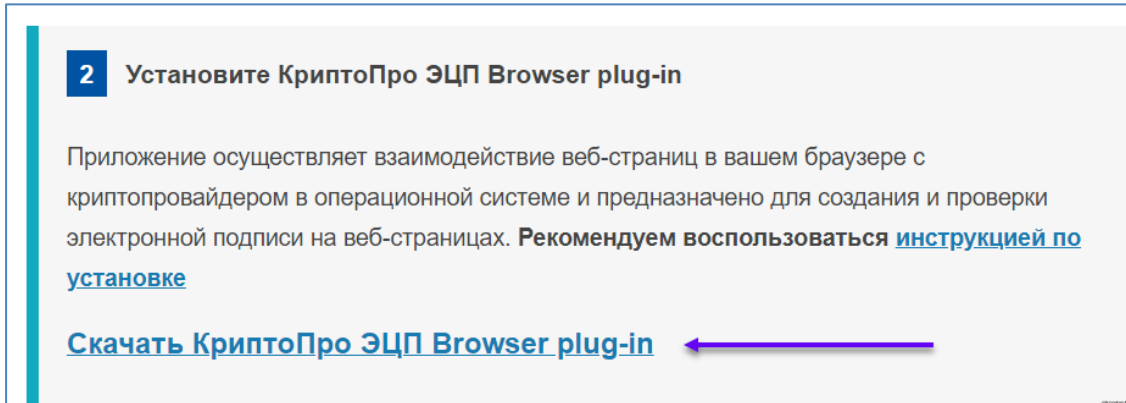 2 Установите КриптоПро ЭЦП Browser plug-in
Приложение осуществляет взаимодействие веб-страниц в вашем браузере с
криптопровайдером в операционной системе и предназначено для создания и проверки
электронной подписи на веб-страницах. Рекомендуем воспользоваться инструкцией по
установке
Скачать КриптоПро ЭЦП Browser plug-in